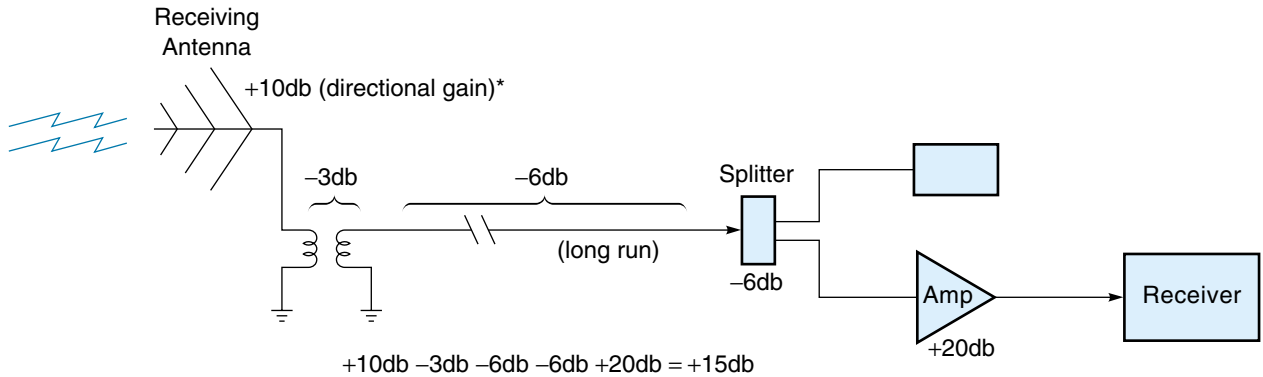 Receiving
Antenna
+10db (directional gain)*
−3db
−6db
(long run)
Splitter
−6db
Amp
+20db
Receiver
+10db −3db −6db −6db +20db = +15db